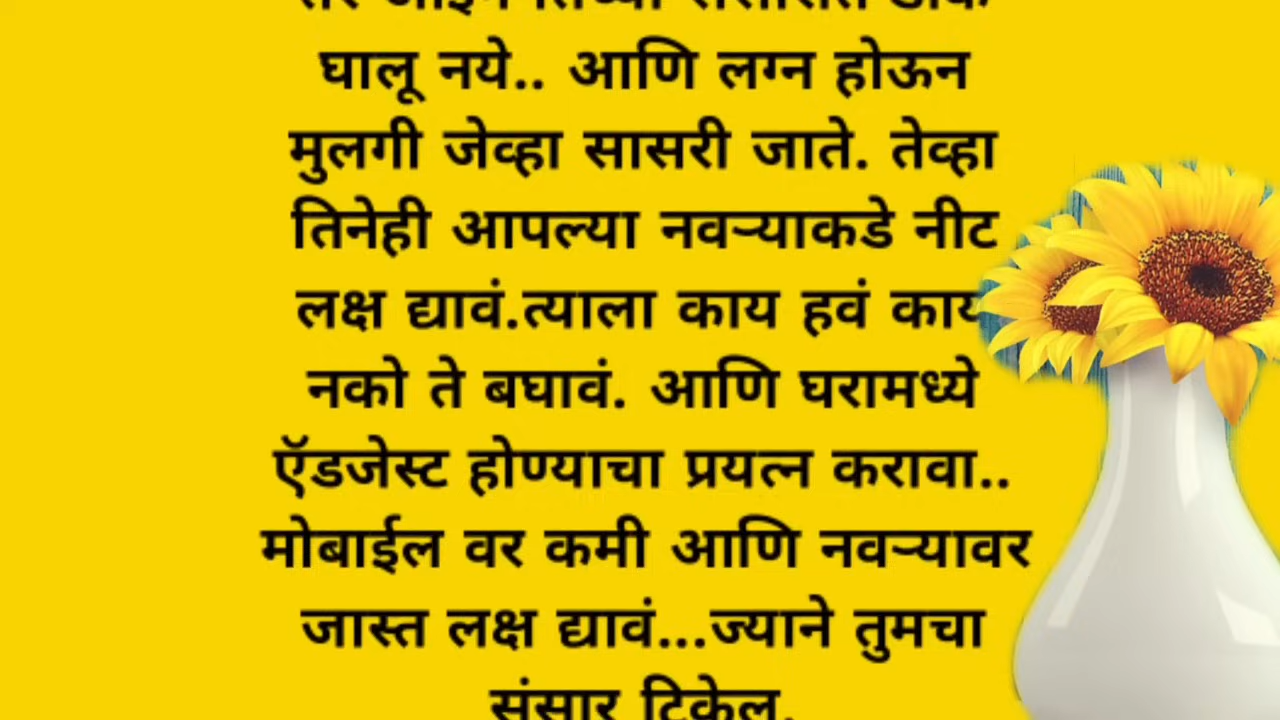 घालू नये.. आणि लग्न होऊन
मुलगी जेव्हा सासरी जाते. तेव्हा
तिनेही आपल्या नवऱ्याकडे नीट
लक्ष द्यावं.त्याला काय हवं काय
नको ते बघावं. आणि घरामध्ये
ऍडजेस्ट होण्याचा प्रयत्न करावा..
मोबाईल वर कमी आणि नवऱ्यावर
जास्त लक्ष द्यावं...ज्याने तुमचा
संसार टिकेल.